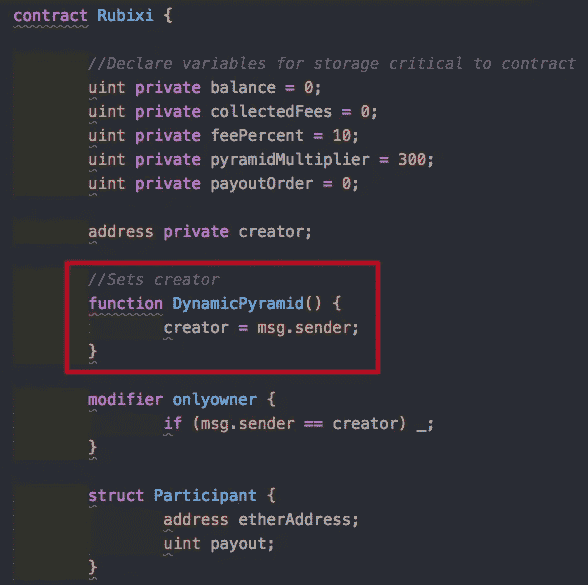 contract Rubixi {
//Declare variables for storage critical to contract
uint private balance = 0;
uint private collectedFees = 0;
uint private feePercent = 10;
uint private pyramidMultiplier = 300;
uint private payoutOrder = 0;
address private creator;
//Sets creator
function DynamicPyramid() {
creator = msg.sender;
}
modifier onlyowner {
if (msg.sender == creator) _;
}
struct Participant {
address etherAddress;
uint payout;
}